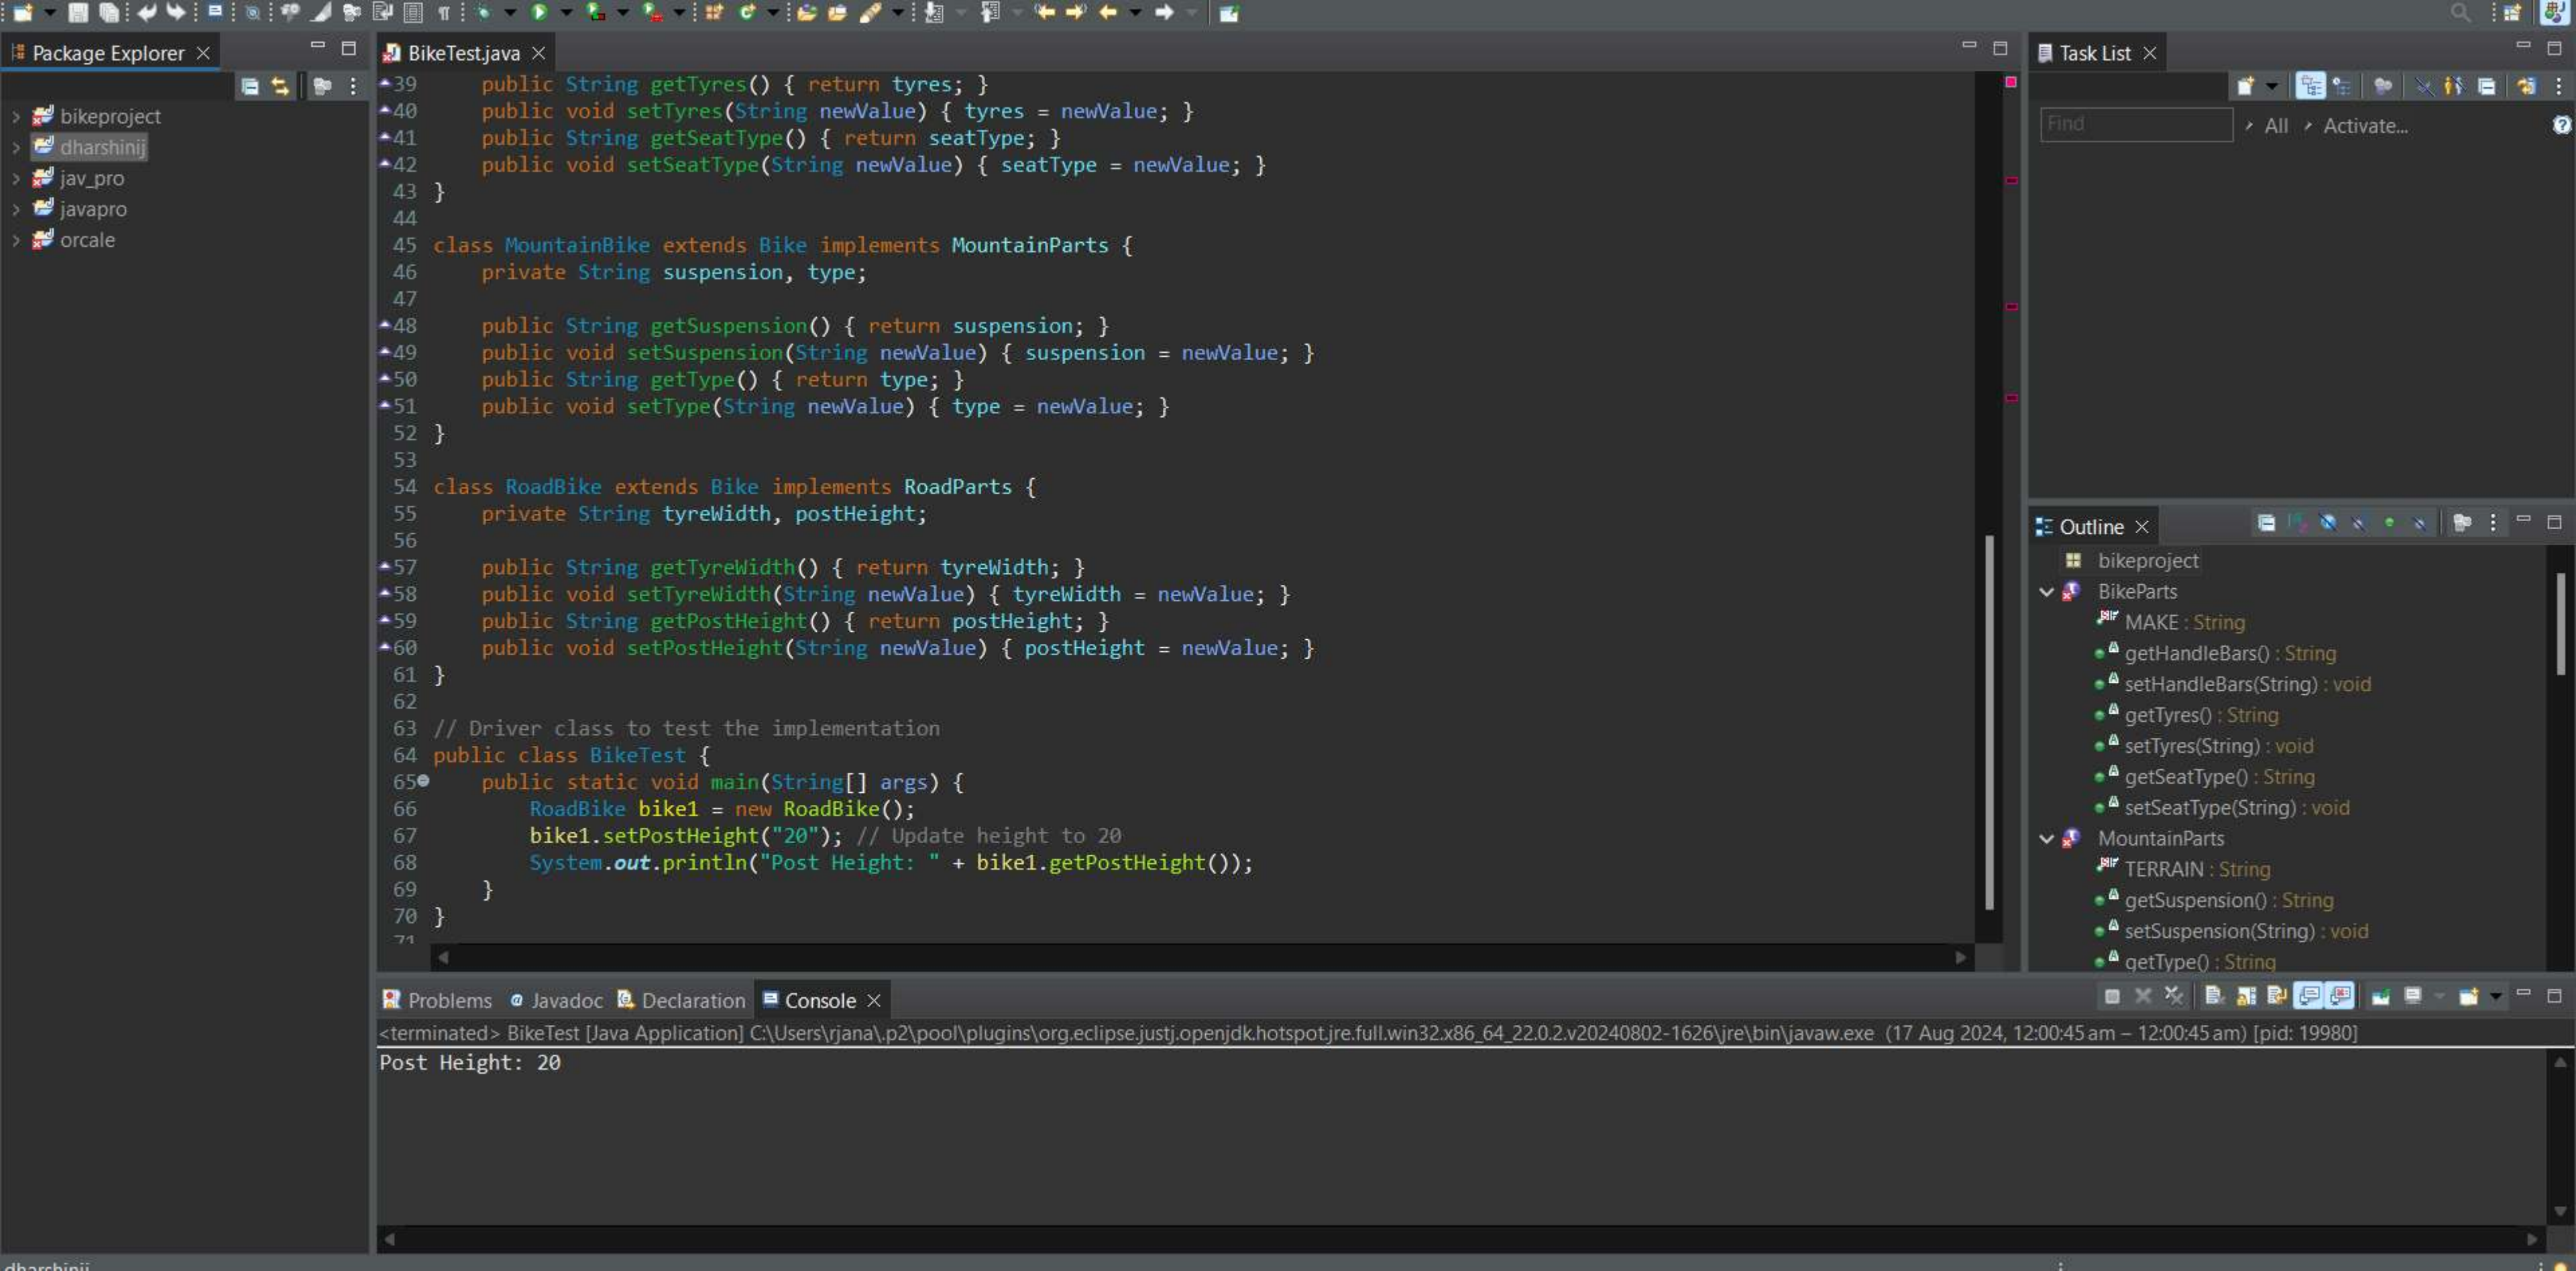 Package Explorer
bikeproject
dharshinij
jav_pro
javapro
orcale
BikeTest.java
39 public String getTyres() { return tyres; }
40 public void setTyres(String newValue) { tyres = newValue; }
41 public String getSeatType() { return seatType; }
42 public void setSeatType(String newValue) { seatType = newValue; }
43 }
44
45 class MountainBike extends Bike implements MountainParts {
46 private String suspension, type;
47
48 public String getSuspension() { return suspension; }
49 public void setSuspension(String newValue) { suspension = newValue; }
50 public String getType() { return type; }
51 public void setType(String newValue) { type = newValue; }
52 }
53
54 class RoadBike extends Bike implements RoadParts {
55 private String tyreWidth, postHeight;
56
57 public String getTyreWidth() { return tyreWidth; }
58 public void setTyreWidth(String newValue) { tyreWidth = newValue; }
59 public String getPostHeight() { return postHeight; }
60 public void setPostHeight(String newValue) { postHeight = newValue; }
61 }
62
63 // Driver class to test the implementation
64 public class BikeTest {
65 public static void main(String[] args) {
66 RoadBike bike1 = new RoadBike();
67 bike1.setPostHeight("20"); // Update height to 20
68 System.out.println("Post Height: " + bike1.getPostHeight());
69 }
70 }
71
Task List
Find All Activate...
Outline
bikeproject
BikeParts
MAKE : String
getHandleBars() : String
setHandleBars(String) : void
getTyres() : String
setTyres(String) : void
getSeatType() : String
setSeatType(String) : void
MountainParts
TERRAIN : String
getSuspension() : String
setSuspension(String) : void
getType() : String
Problems Javadoc Declaration Console
<terminated> BikeTest [Java Application] C:\Users\rjana\.p2\pool\plugins\org.eclipse.justj.openjdk.hotspot.jre.full.win32.x86_64_22.0.2.v20240802-1626\jre\bin\javaw.exe (17 Aug 2024, 12:00:45 am – 12:00:45 am) [pid: 19980]
Post Height: 20
dharshinij